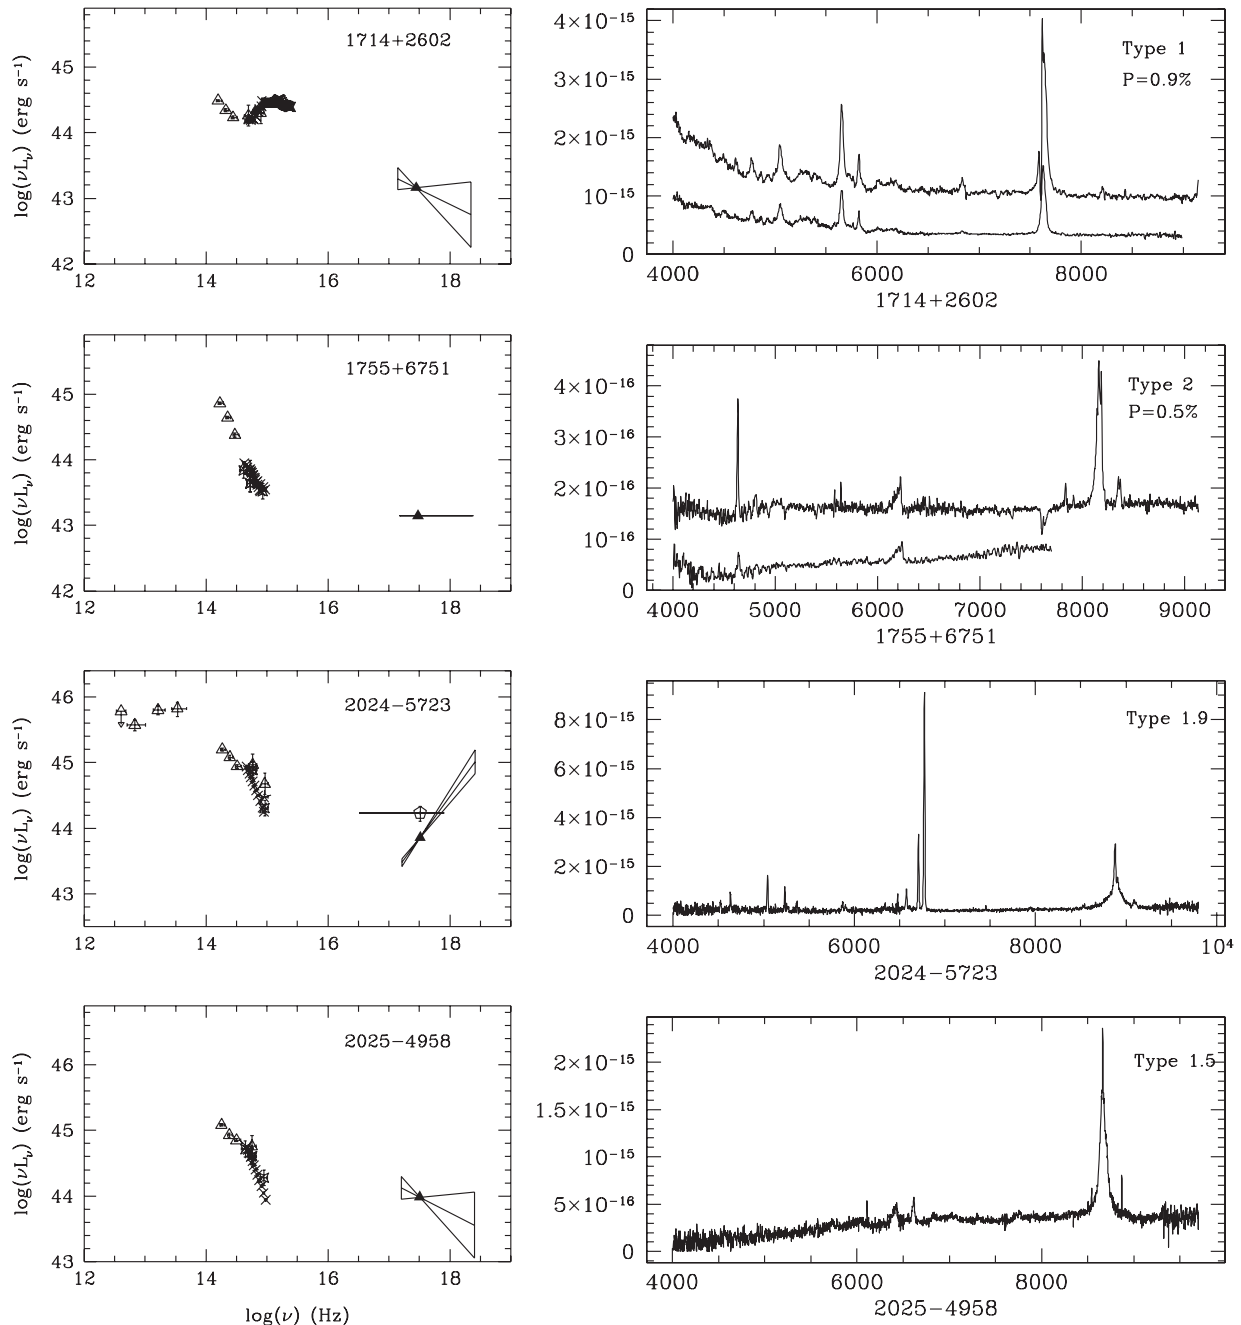 1714+2602
log(νLν) (erg s⁻¹)
45
44
43
42
12 14 16 18
4×10⁻¹⁵
3×10⁻¹⁵
2×10⁻¹⁵
10⁻¹⁵
0
Type 1
P=0.9%
4000 6000 8000
1714+2602
1755+6751
log(νLν) (erg s⁻¹)
45
44
43
42
12 14 16 18
4×10⁻¹⁶
3×10⁻¹⁶
2×10⁻¹⁶
10⁻¹⁶
0
Type 2
P=0.5%
4000 5000 6000 7000 8000 9000
1755+6751
2024−5723
log(νLν) (erg s⁻¹)
46
45
44
43
12 14 16 18
8×10⁻¹⁵
6×10⁻¹⁵
4×10⁻¹⁵
2×10⁻¹⁵
0
Type 1.9
4000 6000 8000 10⁴
2024−5723
2025−4958
log(νLν) (erg s⁻¹)
46
45
44
43
12 14 16 18
log(ν) (Hz)
2×10⁻¹⁵
1.5×10⁻¹⁵
10⁻¹⁵
5×10⁻¹⁶
0
Type 1.5
4000 6000 8000
2025−4958